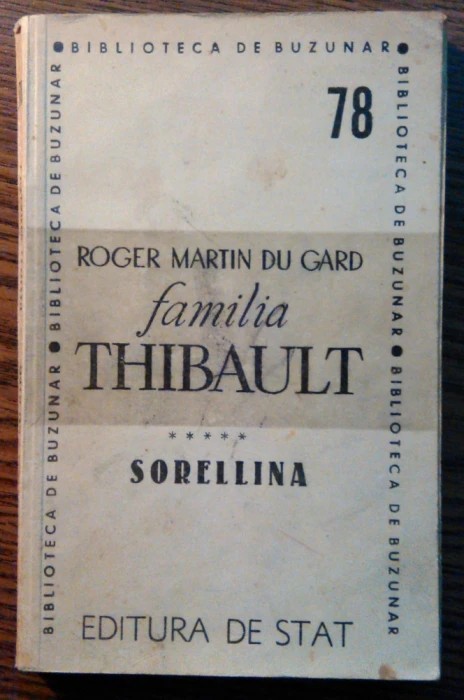 ● BIBLIOTECA DE BUZUNAR ●
BIBLIOTECA DE BUZUNAR ● BIBLIOTECA DE BUZUNAR
BIBLIOTECA DE BUZUNAR ● BIBLIOTECA DE BUZUNAR
78
ROGER MARTIN DU GARD
familia
THIBAULT
* * * * *
SORELLINA
EDITURA DE STAT